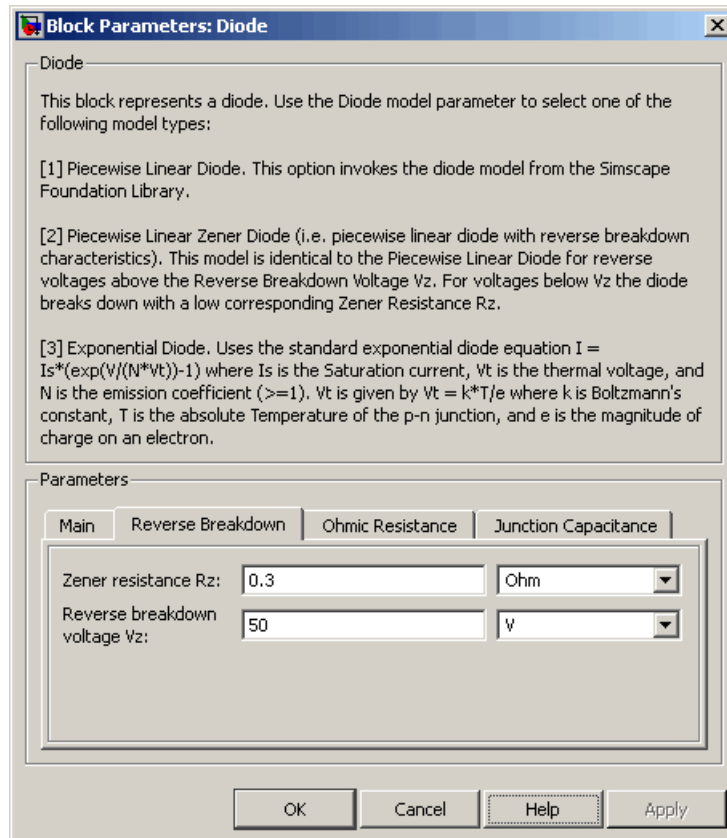 Block Parameters: Diode
Diode
This block represents a diode. Use the Diode model parameter to select one of the
following model types:
[1] Piecewise Linear Diode. This option invokes the diode model from the Simscape
Foundation Library.
[2] Piecewise Linear Zener Diode (i.e. piecewise linear diode with reverse breakdown
characteristics). This model is identical to the Piecewise Linear Diode for reverse
voltages above the Reverse Breakdown Voltage Vz. For voltages below Vz the diode
breaks down with a low corresponding Zener Resistance Rz.
[3] Exponential Diode. Uses the standard exponential diode equation I =
Is*(exp(V/(N*Vt))-1) where Is is the Saturation current, Vt is the thermal voltage, and
N is the emission coefficient (>=1). Vt is given by Vt = k*T/e where k is Boltzmann's
constant, T is the absolute Temperature of the p-n junction, and e is the magnitude of
charge on an electron.
Parameters
Main Reverse Breakdown Ohmic Resistance Junction Capacitance
Zener resistance Rz: 0.3 Ohm
Reverse breakdown
voltage Vz: 50 V
OK Cancel Help Apply